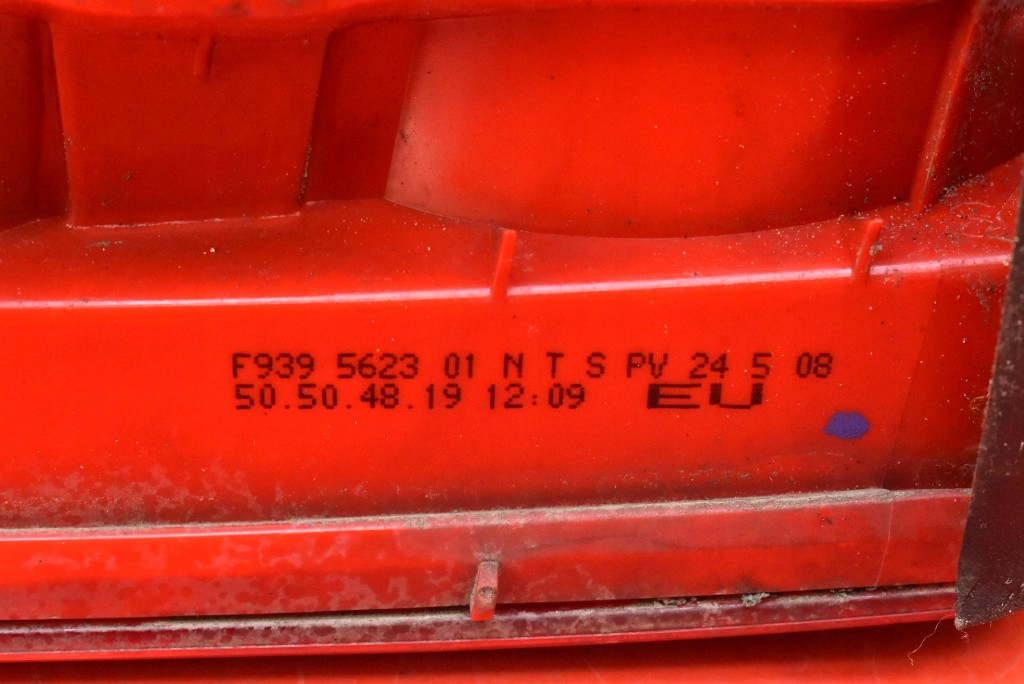 F939 5623 01 N T S PV 24 5 08
50.50.48.19 12:09 EU